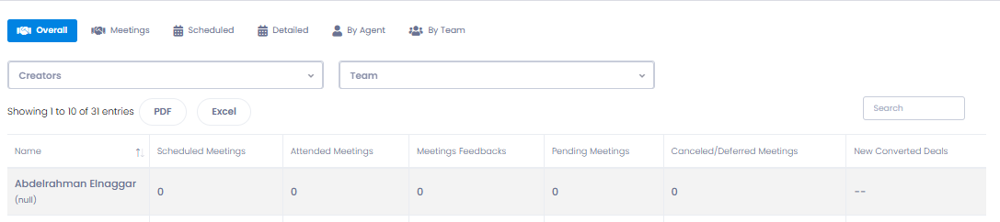 Overall Meetings Scheduled Detailed By Agent By Team
Creators Team
Showing 1 to 10 of 31 entries PDF Excel Search
Name Scheduled Meetings Attended Meetings Meetings Feedbacks Pending Meetings Canceled/Deferred Meetings New Converted Deals
Abdelrahman Elnaggar
(null) 0 0 0 0 0 --